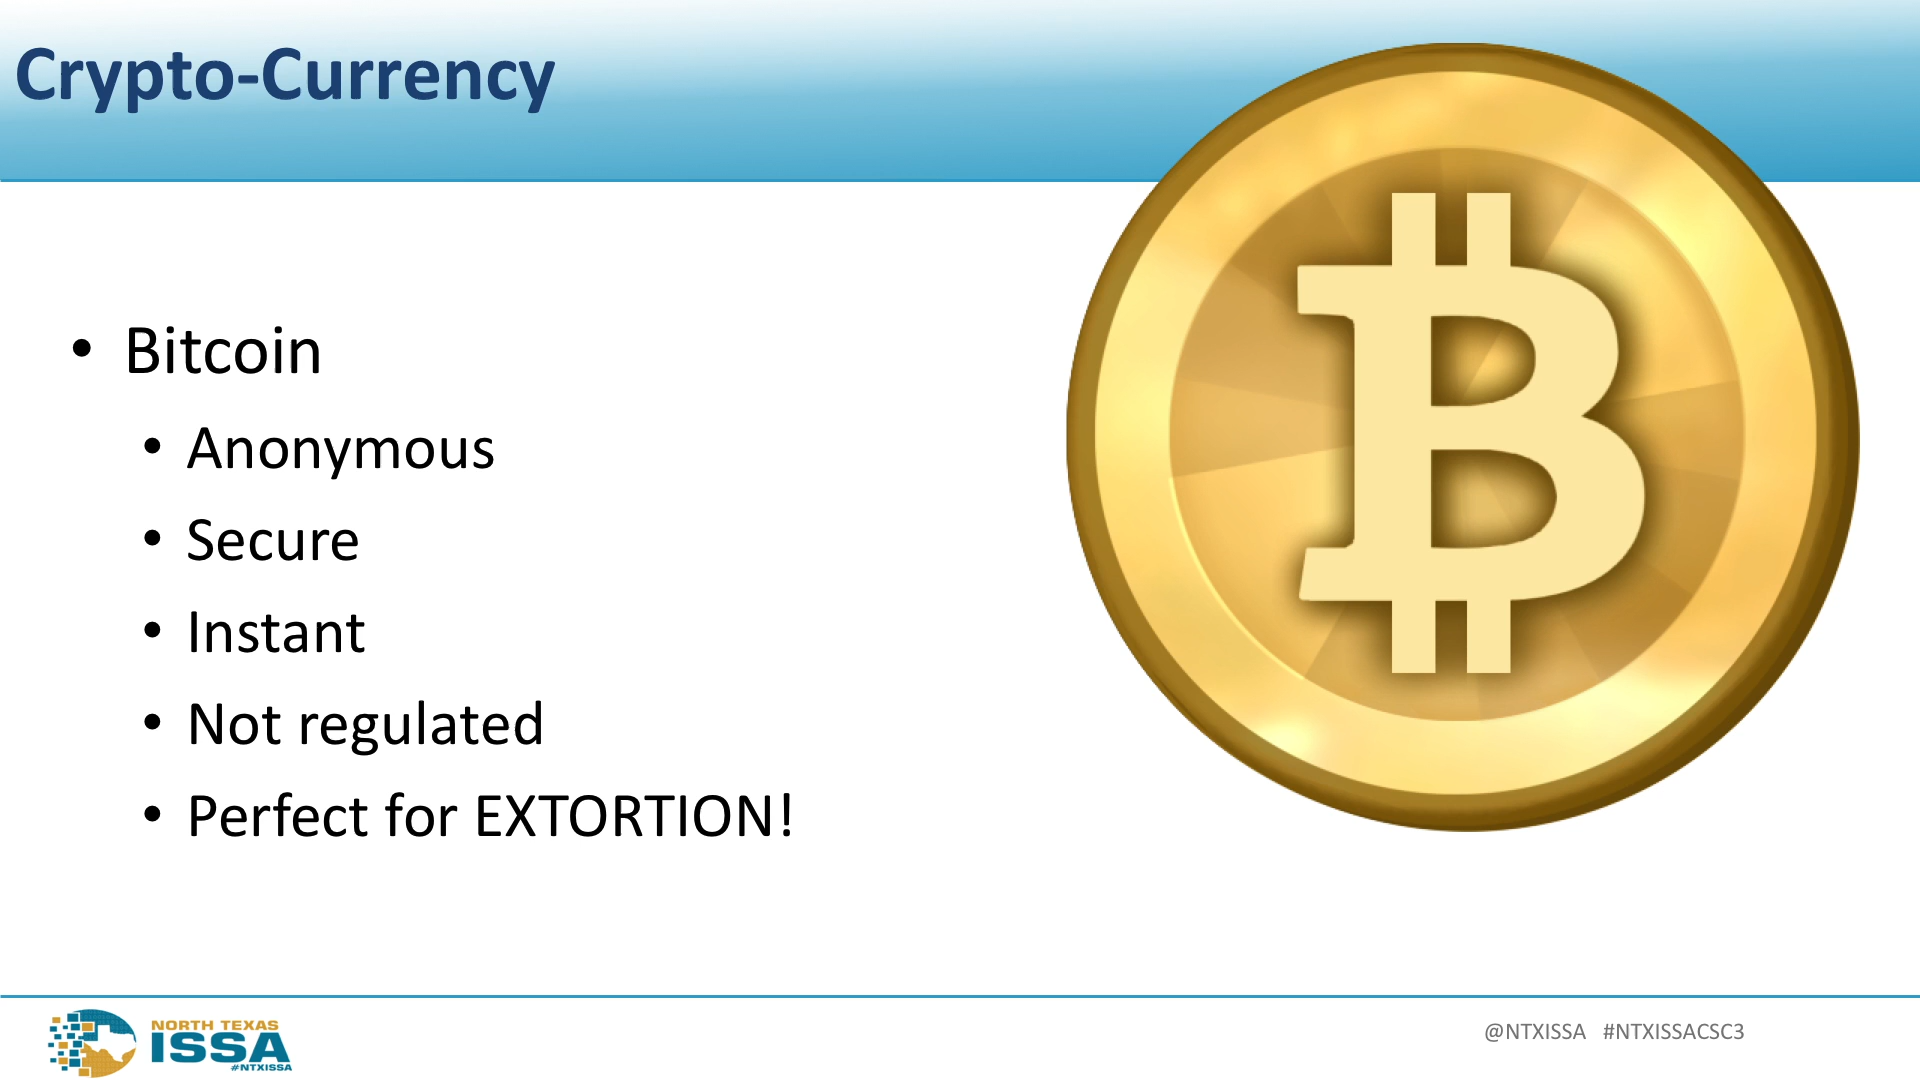 Crypto-Currency
• Bitcoin
• Anonymous
• Secure
• Instant
• Not regulated
• Perfect for EXTORTION!
NORTH TEXAS
ISSA
#NTXISSA
@NTXISSA #NTXISSACSC3